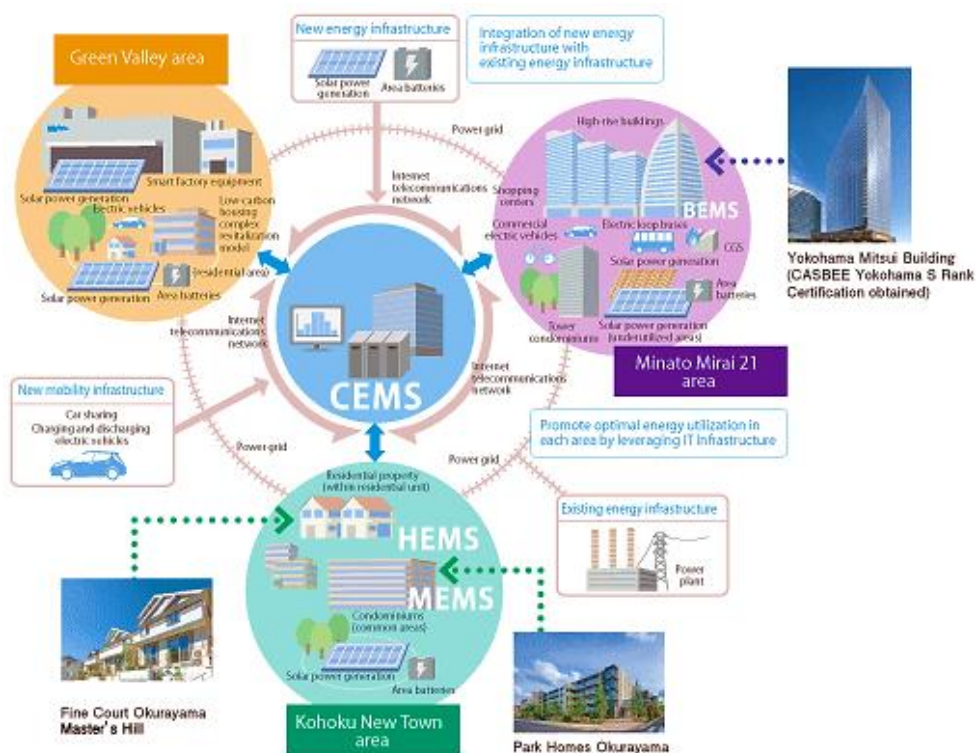 New energy infrastructure
Solar power
generation
Area batteries
Integration of new energy
infrastructure with
existing energy infrastructure
Green Valley area
Solar power generation
Smart factory equipment
Electric vehicles
Low-carbon
housing
complex
revitalization
model
(residential area)
Solar power generation
Area batteries
Power grid
Internet
telecommunications
network
High-rise buildings
Shopping
centers
BEMS
Commercial
electric vehicles
Electric loop buses
CGS
Solar power generation
Area
batteries
Tower
condominiums
Solar power generation
(underutilized areas)
Minato Mirai 21
area
Yokohama Mitsui Building
(CASBEE Yokohama S Rank
Certification obtained)
Internet
telecommunications
network
CEMS
Internet
telecommunications
network
New mobility infrastructure
Car sharing
Charging and discharging
electric vehicles
Promote optimal energy utilization in
each area by leveraging IT Infrastructure
Power grid
Power grid
Residential property
(within residential unit)
HEMS
MEMS
Condominiums
(common areas)
Solar power generation
Area batteries
Kohoku New Town
area
Existing energy infrastructure
Power
plant
Fine Court Okurayama
Master's Hill
Park Homes Okurayama